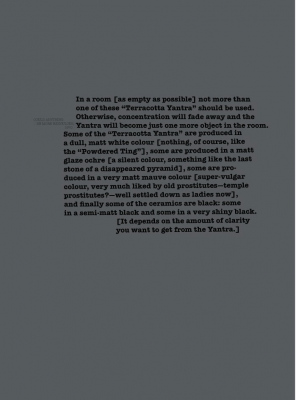 In a room [as empty as possible] not more than
one of these “Terracotta Yantra” should be used.
Otherwise, concentration will fade away and the
Yantra will become just one more object in the room.
Some of the “Terracotta Yantra” are produced in
a dull, matt white colour [nothing, of course, like
the “Powdered Ting”], some are produced in a matt
glaze ochre [a silent colour, something like the last
stone of a disappeared pyramid], some are pro-
duced in a very matt mauve colour [super-vulgar
colour, very much liked by old prostitutes—temple
prostitutes?—well settled down as ladies now],
and finally some of the ceramics are black: some
in a semi-matt black and some in a very shiny black.
[It depends on the amount of clarity
you want to get from the Yantra.]